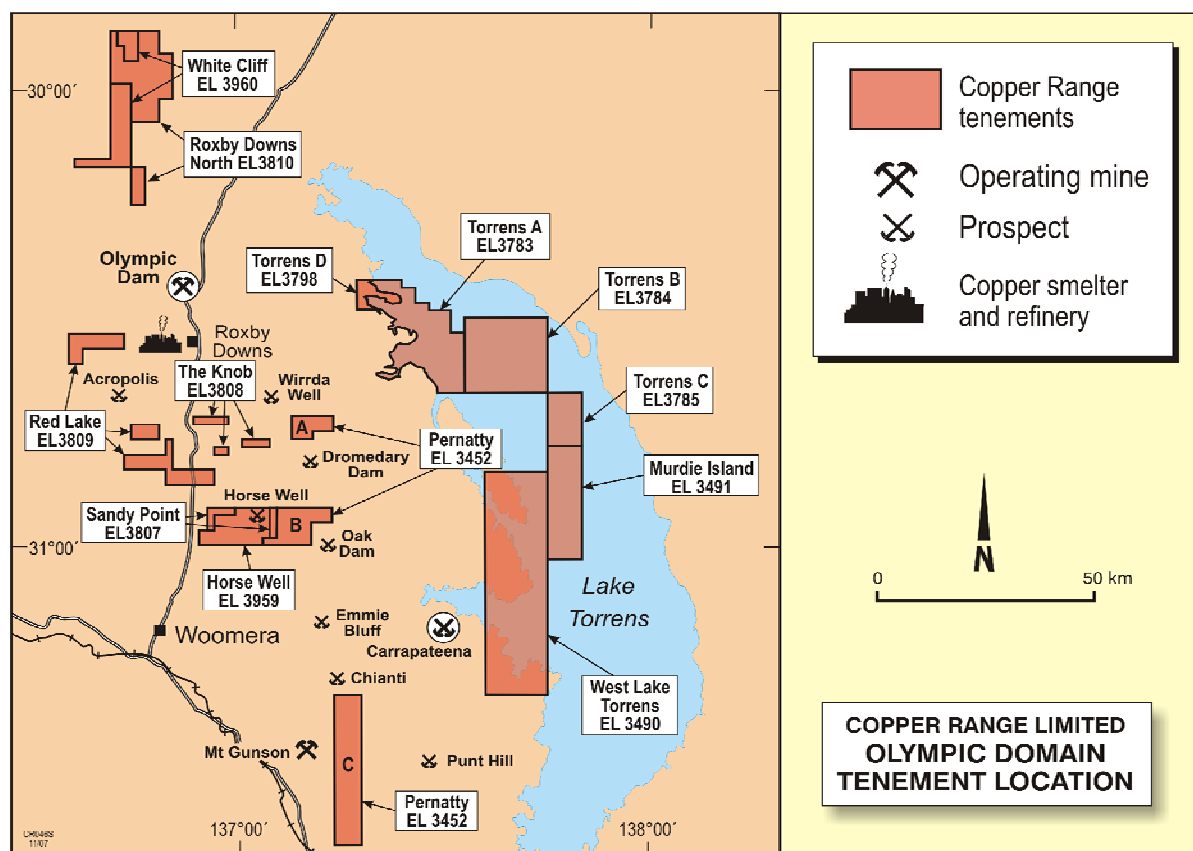 30°00´
White Cliff
EL 3960
Roxby Downs
North EL3810
Torrens A
EL3783
Torrens D
EL3798
Torrens B
EL3784
Olympic
Dam
Roxby
Downs
The Knob
EL3808
Wirrda
Well
Acropolis
Torrens C
EL3785
Red Lake
EL3809
A
Pernatty
EL 3452
Dromedary
Dam
Murdie Island
EL 3491
Horse Well
Sandy Point
EL3807
B
Oak
Dam
31°00´
Horse Well
EL 3959
Lake
Torrens
Emmie
Bluff
Woomera
Carrapateena
Chianti
West Lake
Torrens
EL 3490
Mt Gunson
C
Punt Hill
Pernatty
EL 3452
137°00´
138°00´
11/07
Copper Range
tenements
Operating mine
Prospect
Copper smelter
and refinery
N
0
50 km
COPPER RANGE LIMITED
OLYMPIC DOMAIN
TENEMENT LOCATION